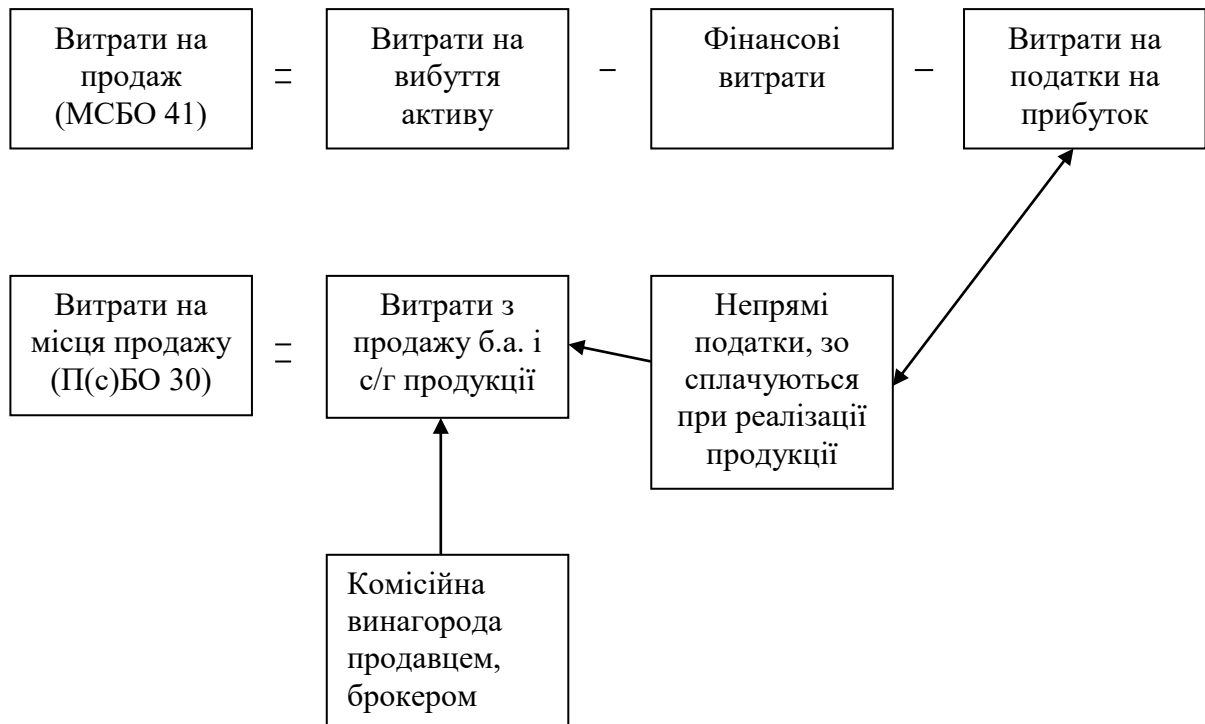 Витрати на
продаж
(МСБО 41)
=
Витрати на
вибуття
активу
–
Фінансові
витрати
–
Витрати на
податки на
прибуток
Витрати на
місця продажу
(П(с)БО 30)
=
Витрати з
продажу б.а. і
с/г продукції
Непрямі
податки, зо
сплачуються
при реалізації
продукції
Комісійна
винагорода
продавцем,
брокером